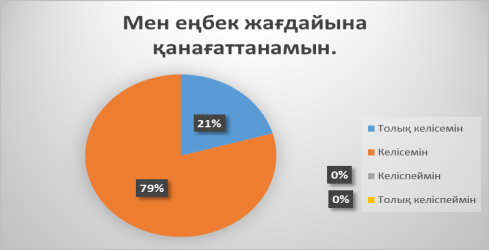 Мен еңбек жағдайына
қанағаттанамын.
21%
79%
0%
0%
Толық келісемін
Келісемін
Келіспеймін
Толық келіспеймін